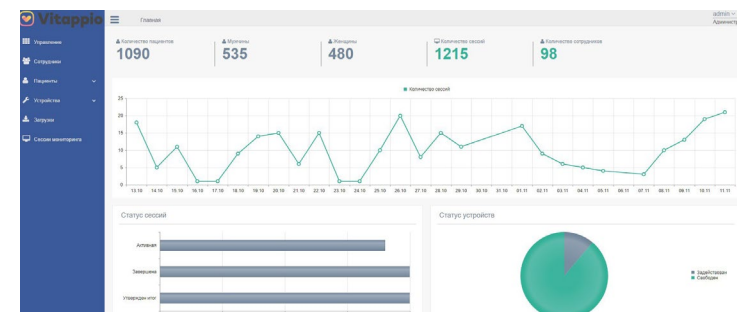 Vitappio
Главная
admin
Админист
Управление
Сотрудники
Пациенты
Устройства
Загрузки
Сессии мониторинга
Количество пациентов
1090
Мужчины
535
Женщины
480
Количество сессий
1215
Количество сотрудников
98
Количество сессий
25
20
15
10
5
0
13.10 14.10 15.10 16.10 17.10 18.10 19.10 20.10 21.10 22.10 23.10 24.10 25.10 26.10 27.10 28.10 29.10 30.10 31.10 01.11 02.11 03.11 04.11 05.11 06.11 07.11 08.11 09.11 10.11 11.11
Статус сессий
Активная
Завершена
Утвержден итог
Статус устройств
Задействован
Свободен